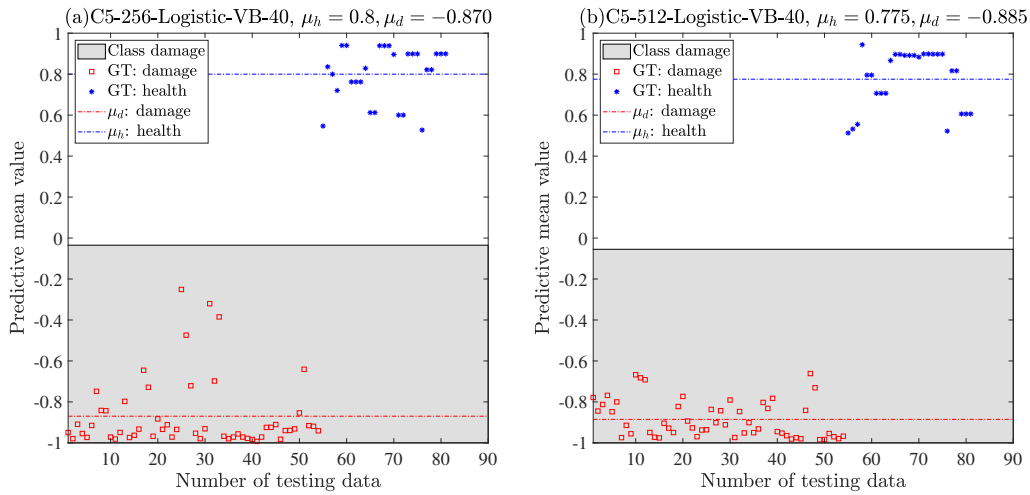 (a)C5-256-Logistic-VB-40, μ_h = 0.8, μ_d = −0.870
Class damage
GT: damage
GT: health
μ_d: damage
μ_h: health
Predictive mean value
1
0.8
0.6
0.4
0.2
0
-0.2
-0.4
-0.6
-0.8
-1
10 20 30 40 50 60 70 80 90
Number of testing data
(b)C5-512-Logistic-VB-40, μ_h = 0.775, μ_d = −0.885
Class damage
GT: damage
GT: health
μ_d: damage
μ_h: health
Predictive mean value
1
0.8
0.6
0.4
0.2
0
-0.2
-0.4
-0.6
-0.8
-1
10 20 30 40 50 60 70 80 90
Number of testing data